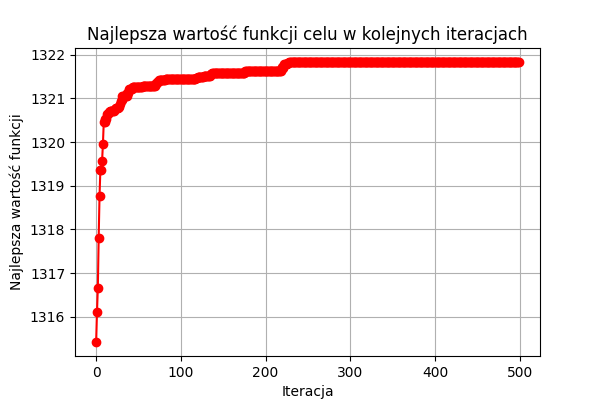 Najlepsza wartość funkcji celu w kolejnych iteracjach
1322
1321
1320
1319
1318
1317
1316
Najlepsza wartość funkcji
0 100 200 300 400 500
Iteracja